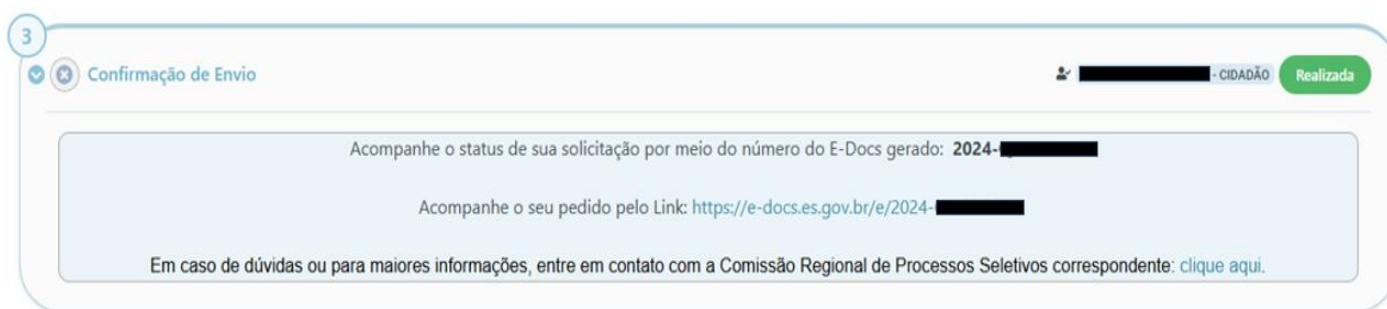 3
Confirmação de Envio
- CIDADÃO
Realizada
Acompanhe o status de sua solicitação por meio do número do E-Docs gerado: 2024-
Acompanhe o seu pedido pelo Link: https://e-docs.es.gov.br/e/2024-
Em caso de dúvidas ou para maiores informações, entre em contato com a Comissão Regional de Processos Seletivos correspondente: clique aqui.